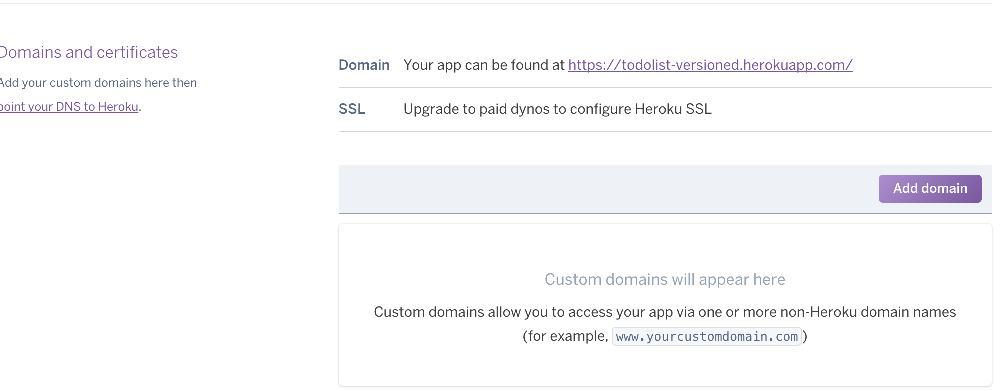 Domains and certificates
Add your custom domains here then
point your DNS to Heroku.
Domain Your app can be found at https://todolist-versioned.herokuapp.com/
SSL Upgrade to paid dynos to configure Heroku SSL
Add domain
Custom domains will appear here
Custom domains allow you to access your app via one or more non-Heroku domain names
(for example, www.yourcustomdomain.com)